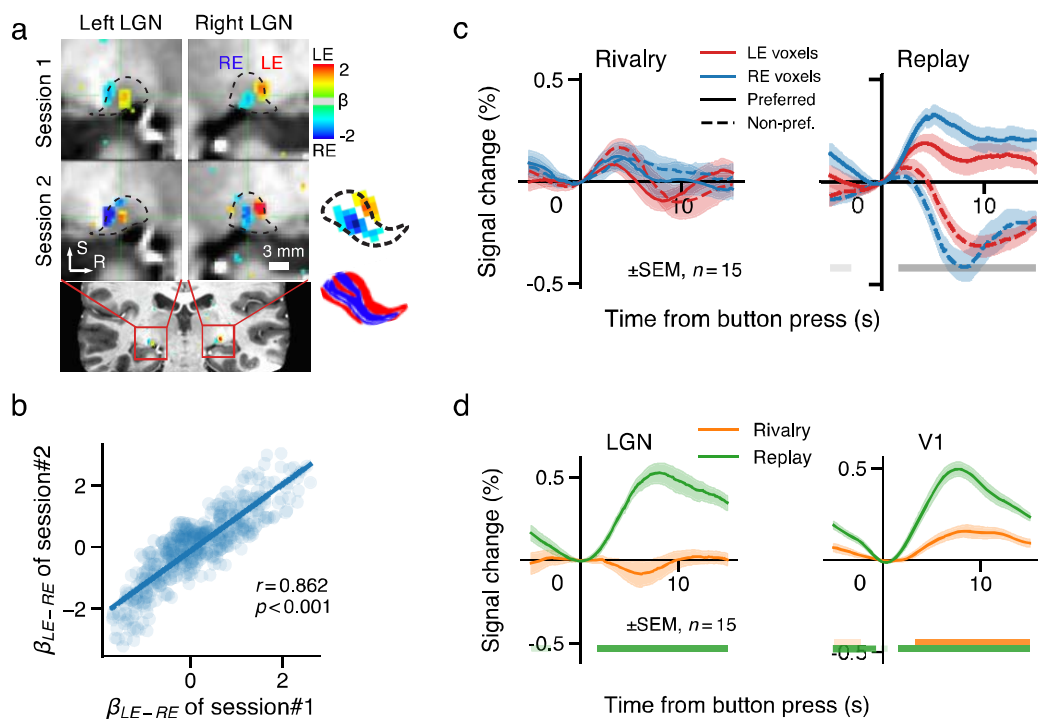 a
Left LGN
Right LGN
Session 1
RE
LE
LE
2
β
-2
RE
Session 2
S
R
3 mm
b
β_{LE−RE} of session#2
2
0
-2
r=0.862
p<0.001
0
2
β_{LE−RE} of session#1
c
Rivalry
LE voxels
RE voxels
Preferred
Non-pref.
Replay
Signal change (%)
0.5
-0.5
0
10
±SEM, n=15
0
10
Time from button press (s)
d
LGN
Rivalry
Replay
V1
Signal change (%)
0.5
-0.5
0
10
±SEM, n=15
0.5
-0.5
0
10
Time from button press (s)